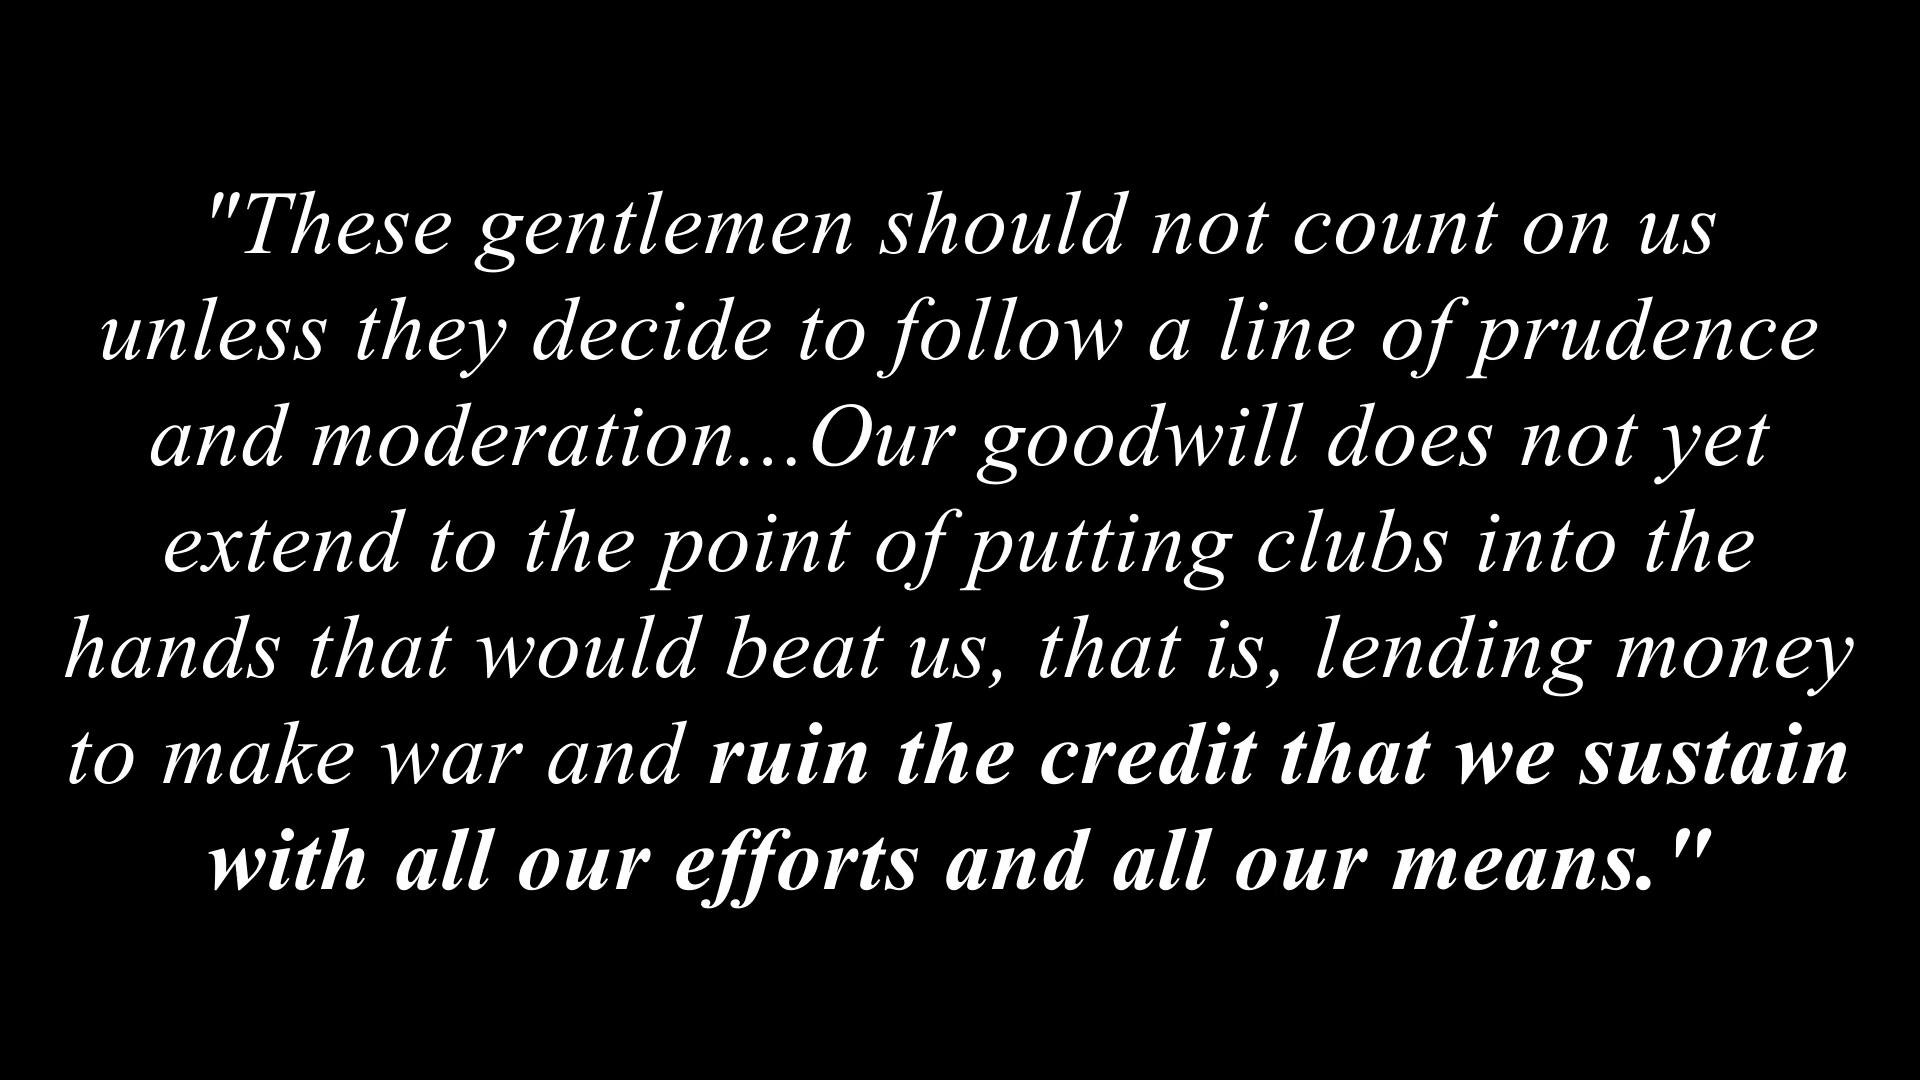 "These gentlemen should not count on us
unless they decide to follow a line of prudence
and moderation...Our goodwill does not yet
extend to the point of putting clubs into the
hands that would beat us, that is, lending money
to make war and ruin the credit that we sustain
with all our efforts and all our means."